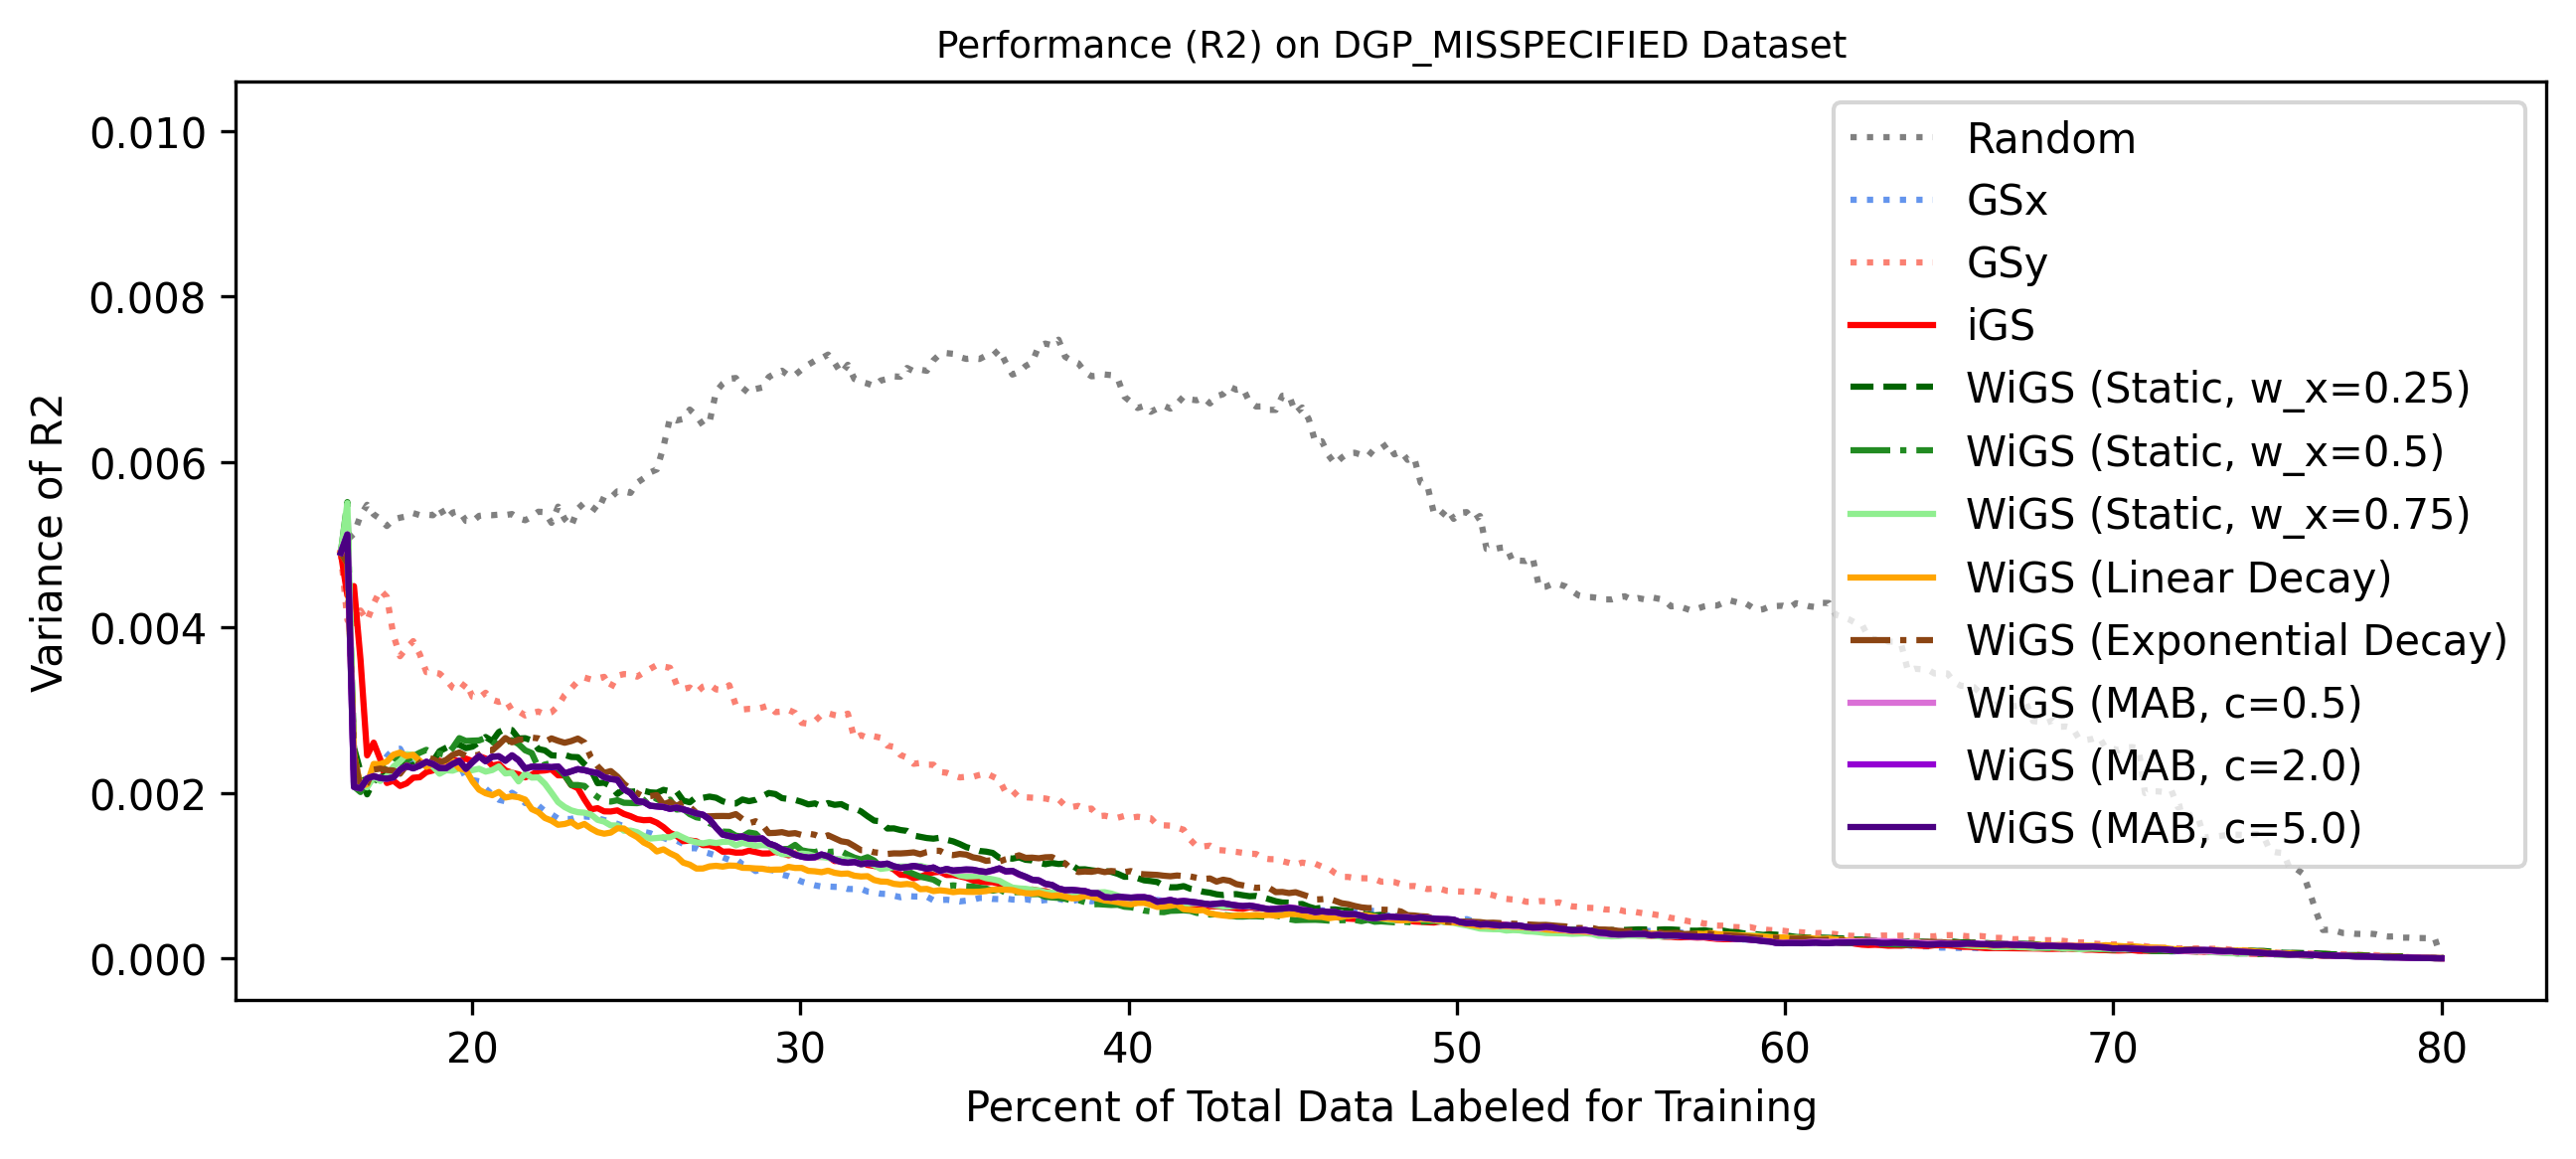 Performance (R2) on DGP_MISSPECIFIED Dataset
Variance of R2
0.010
0.008
0.006
0.004
0.002
0.000
Random
GSx
GSy
iGS
WiGS (Static, w_x=0.25)
WiGS (Static, w_x=0.5)
WiGS (Static, w_x=0.75)
WiGS (Linear Decay)
WiGS (Exponential Decay)
WiGS (MAB, c=0.5)
WiGS (MAB, c=2.0)
WiGS (MAB, c=5.0)
20 30 40 50 60 70 80
Percent of Total Data Labeled for Training